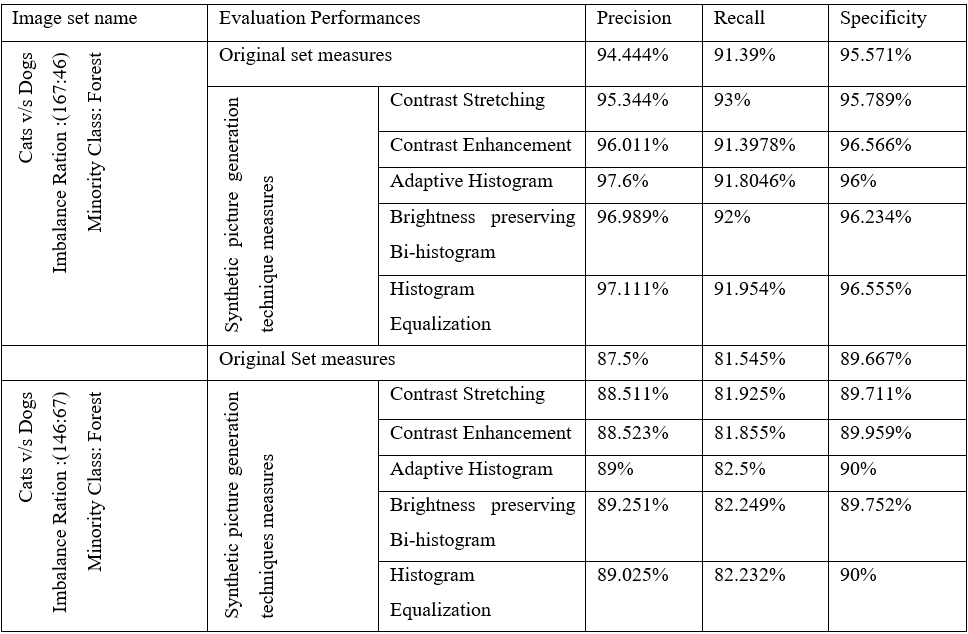 Image set name Evaluation Performances Precision Recall Specificity
Cats v/s Dogs
Imbalance Ration :(167:46)
Minority Class: Forest
Original set measures 94.444% 91.39% 95.571%
Synthetic picture generation
technique measures
Contrast Stretching 95.344% 93% 95.789%
Contrast Enhancement 96.011% 91.3978% 96.566%
Adaptive Histogram 97.6% 91.8046% 96%
Brightness preserving 96.989% 92% 96.234%
Bi-histogram
Histogram 97.111% 91.954% 96.555%
Equalization
Original Set measures 87.5% 81.545% 89.667%
Cats v/s Dogs
Imbalance Ration :(146:67)
Minority Class: Forest
Synthetic picture generation
techniques measures
Contrast Stretching 88.511% 81.925% 89.711%
Contrast Enhancement 88.523% 81.855% 89.959%
Adaptive Histogram 89% 82.5% 90%
Brightness preserving 89.251% 82.249% 89.752%
Bi-histogram
Histogram 89.025% 82.232% 90%
Equalization